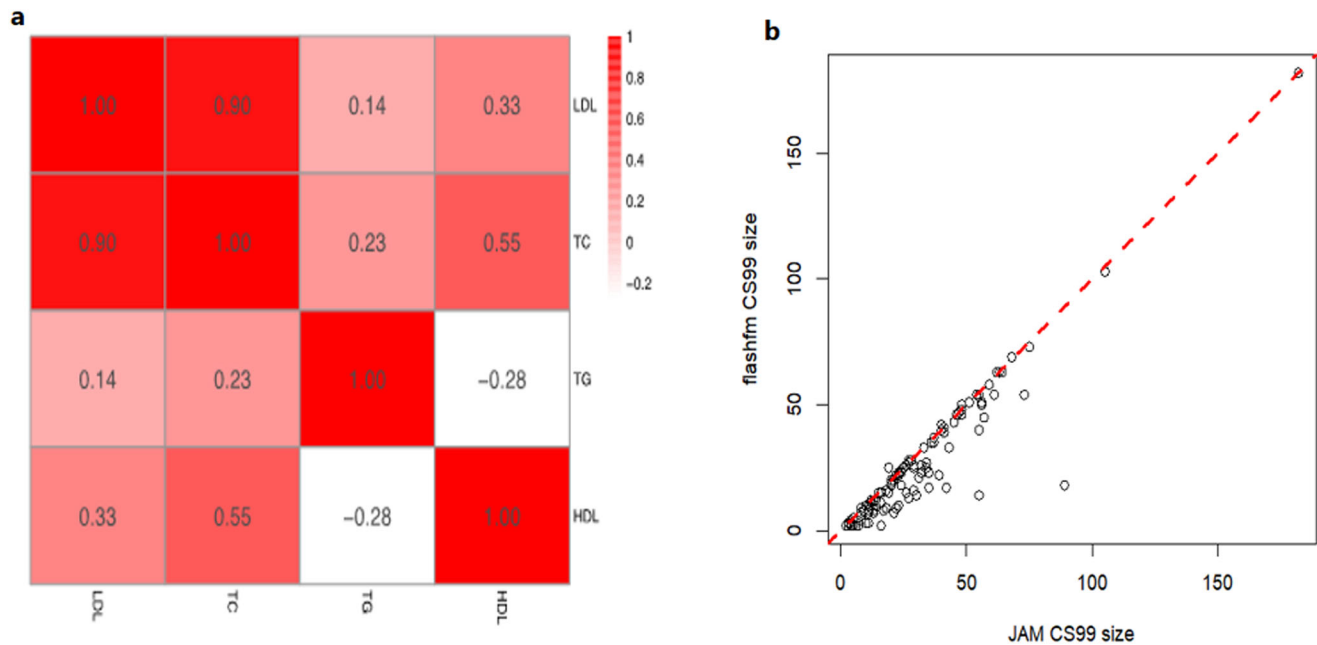 a
1.00 0.90 0.14 0.33 LDL
0.90 1.00 0.23 0.55 TC
0.14 0.23 1.00 −0.28 TG
0.33 0.55 −0.28 1.00 HDL
LDL TC TG HDL
1
0.8
0.6
0.4
0.2
0
−0.2
b
150
100
50
0
flashfm CS99 size
0 50 100 150
JAM CS99 size